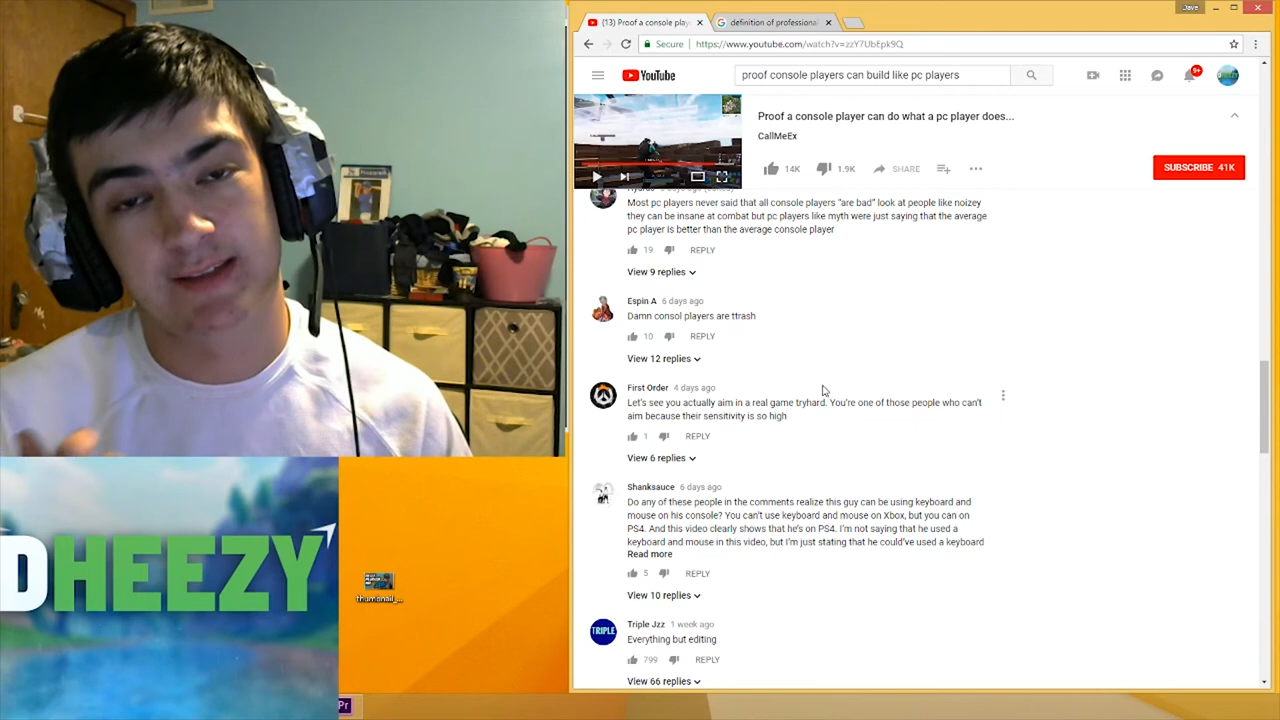 Dave
(13) Proof a console playe
definition of professional
Secure
https://www.youtube.com/watch?v=zzY7UbEpk9Q
YouTube
proof console players can build like pc players
9+
Proof a console player can do what a pc player does...
CallMeEx
14K
1.9K
SHARE
SUBSCRIBE 41K
Most pc players never said that all console players "are bad" look at people like noizey
they can be insane at combat but pc players like myth were just saying that the average
pc player is better than the average console player
19
REPLY
View 9 replies
Espin A 6 days ago
Damn consol players are ttrash
10
REPLY
View 12 replies
First Order 4 days ago
Let's see you actually aim in a real game tryhard. You're one of those people who can't
aim because their sensitivity is so high
1
REPLY
View 6 replies
Shanksauce 6 days ago
Do any of these people in the comments realize this guy can be using keyboard and
mouse on his console? You can't use keyboard and mouse on Xbox, but you can on
PS4. And this video clearly shows that he's on PS4. I'm not saying that he used a
keyboard and mouse in this video, but I'm just stating that he could've used a keyboard
Read more
5
REPLY
View 10 replies
TRIPLE
Triple Jzz 1 week ago
Everything but editing
799
REPLY
View 66 replies
DHEEZY
thumbnail_...
Pr